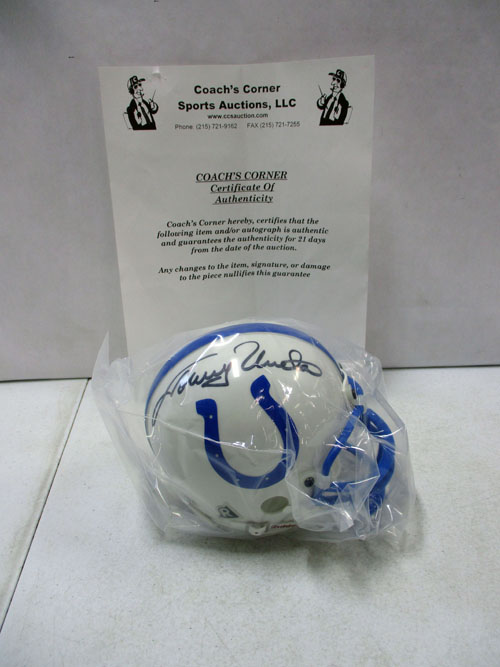 Coach's Corner
Sports Auctions, LLC
www.ccsauction.com
Phone: (215) 721-9162 FAX (215) 721-7255
COACH'S CORNER
Certificate Of
Authenticity
Coach's Corner hereby, certifies that the
following item and/or autograph is authentic
and guarantees the authenticity for 21 days
from the date of the auction.
Any changes to the item, signature, or damage
to the piece nullifies this guarantee
Johnny Unitas